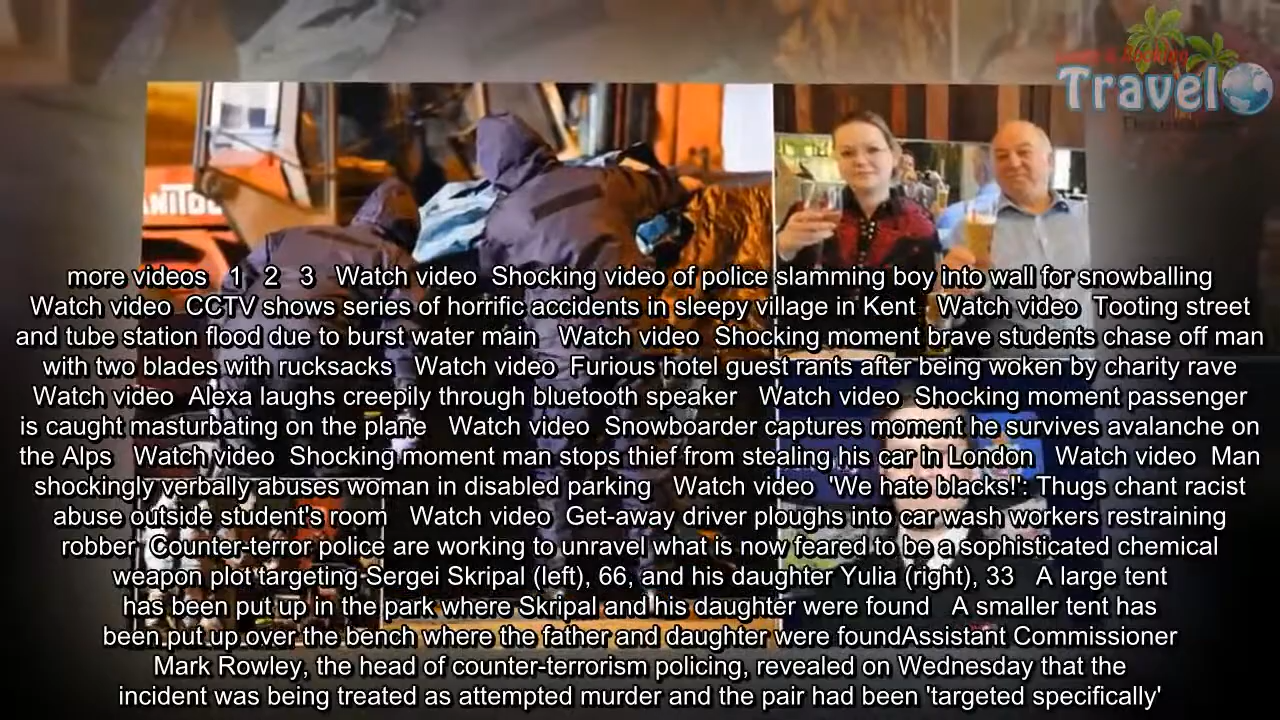 Travel
MANITOU
more videos 1 2 3 Watch video Shocking video of police slamming boy into wall for snowballing
Watch video CCTV shows series of horrific accidents in sleepy village in Kent Watch video Tooting street
and tube station flood due to burst water main Watch video Shocking moment brave students chase off man
with two blades with rucksacks Watch video Furious hotel guest rants after being woken by charity rave
Watch video Alexa laughs creepily through bluetooth speaker Watch video Shocking moment passenger
is caught masturbating on the plane Watch video Snowboarder captures moment he survives avalanche on
the Alps Watch video Shocking moment man stops thief from stealing his car in London Watch video Man
shockingly verbally abuses woman in disabled parking Watch video 'We hate blacks!': Thugs chant racist
abuse outside student's room Watch video Get-away driver ploughs into car wash workers restraining
robber Counter-terror police are working to unravel what is now feared to be a sophisticated chemical
weapon plot targeting Sergei Skripal (left), 66, and his daughter Yulia (right), 33 A large tent
has been put up in the park where Skripal and his daughter were found A smaller tent has
been put up over the bench where the father and daughter were foundAssistant Commissioner
Mark Rowley, the head of counter-terrorism policing, revealed on Wednesday that the
incident was being treated as attempted murder and the pair had been 'targeted specifically'